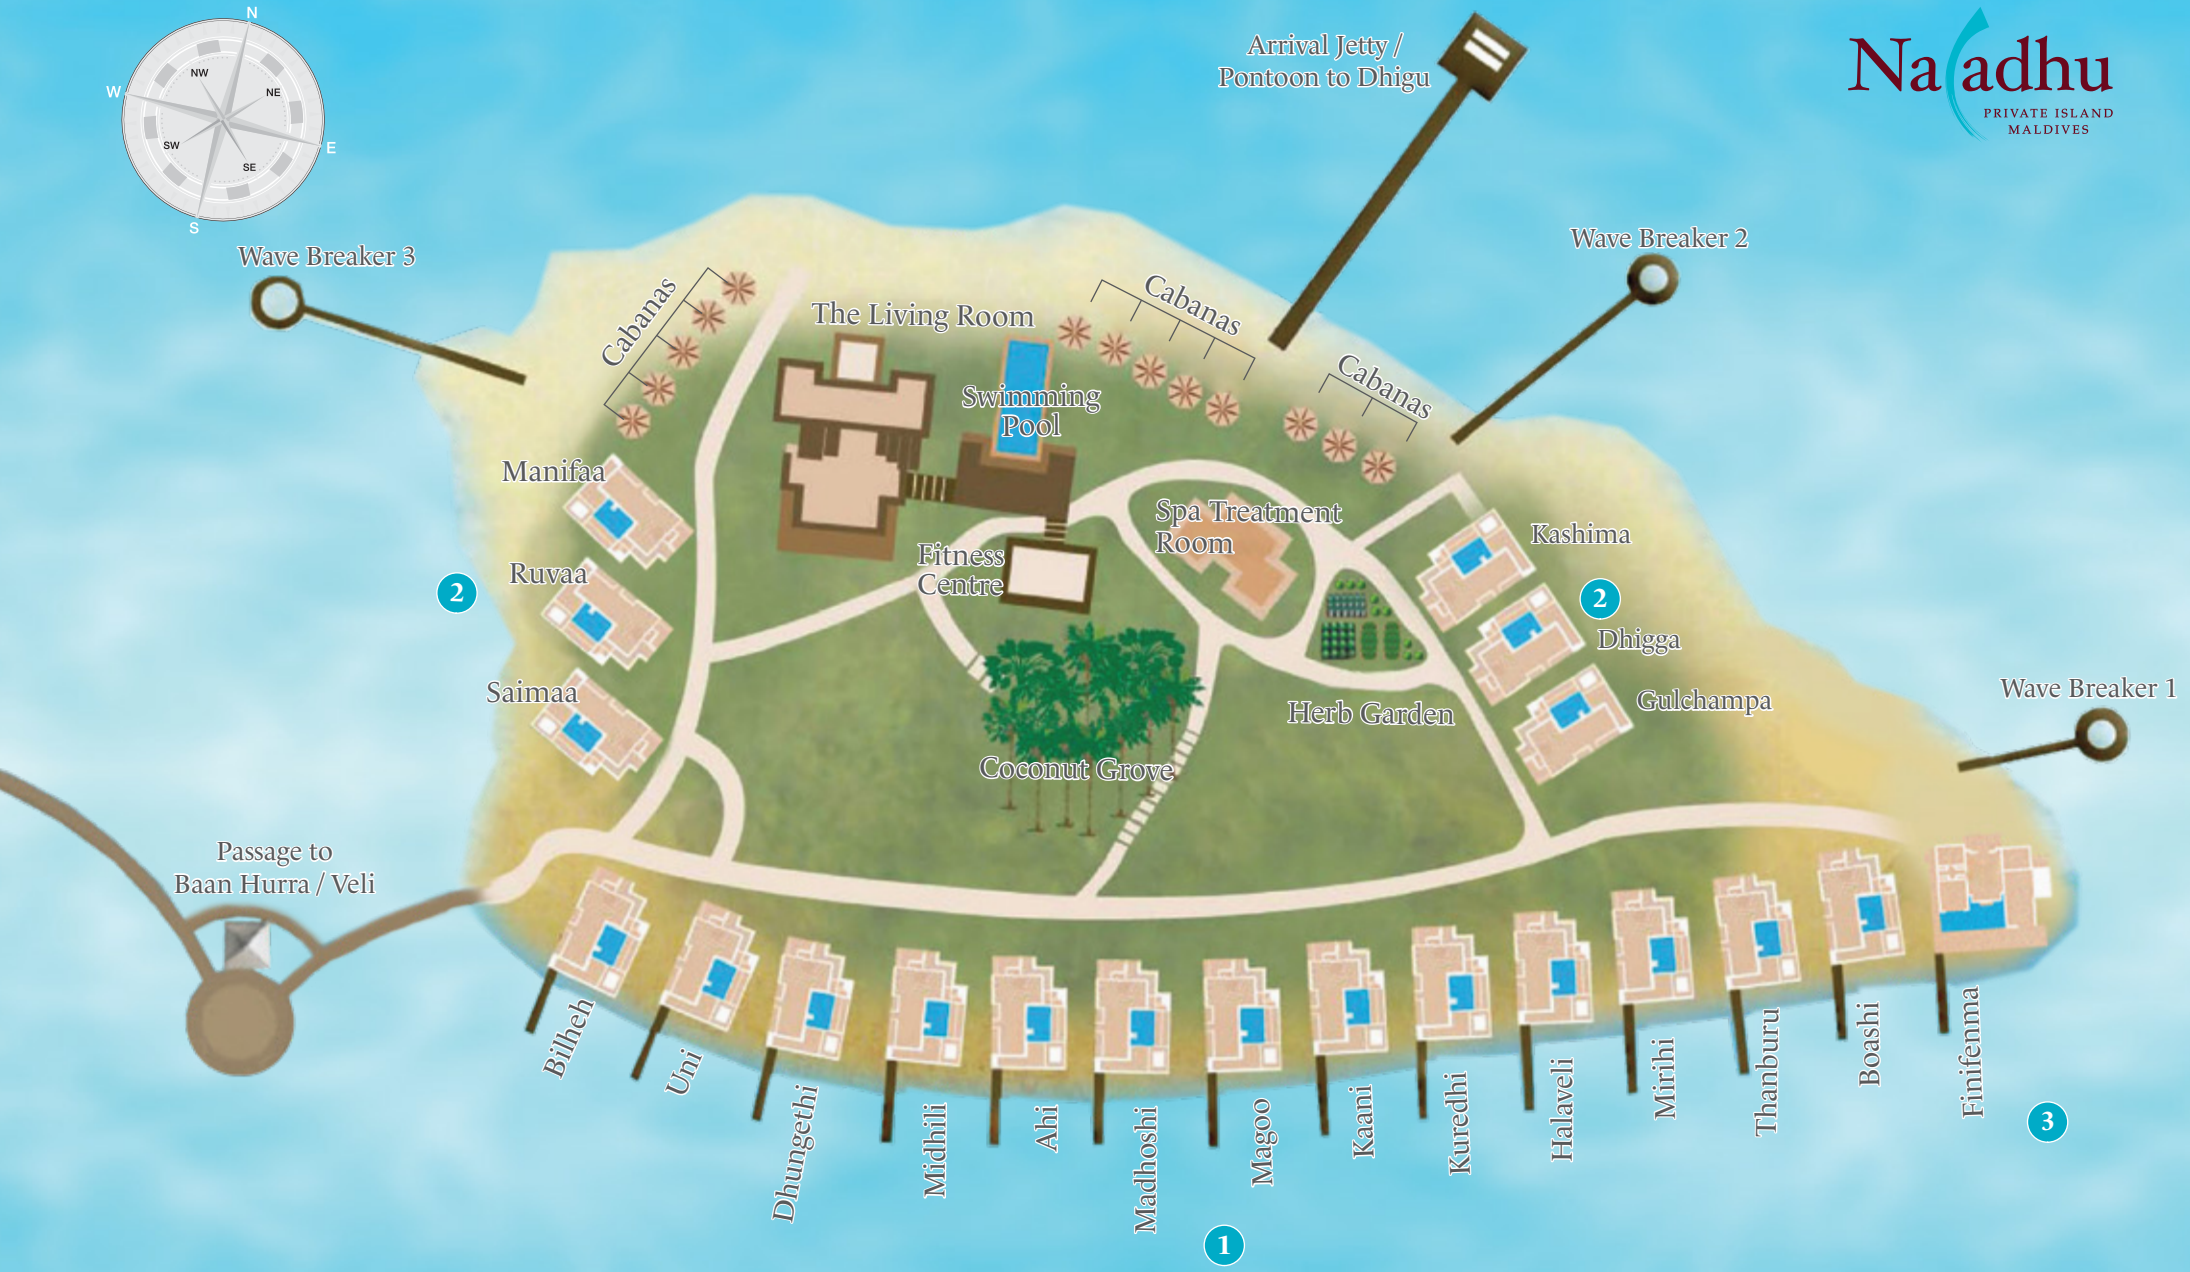 N
NW
NE
W
E
SW
SE
S
Arrival Jetty /
Pontoon to Dhigu
Naladhu
PRIVATE ISLAND
MALDIVES
Wave Breaker 3
Wave Breaker 2
Cabanas
The Living Room
Cabanas
Cabanas
Swimming
Pool
Manifaa
Spa Treatment
Room
Kashima
Ruvaa
Fitness
Centre
2
2
Dhigga
Saimaa
Herb Garden
Gulchampa
Wave Breaker 1
Coconut Grove
Passage to
Baan Hurra / Veli
Bilheh
Uni
Dhungethi
Midhili
Ahi
Madhoshi
Magoo
Kaani
Kuredhi
Halaveli
Mirihi
Thanburu
Boashi
Finifenma
3
1